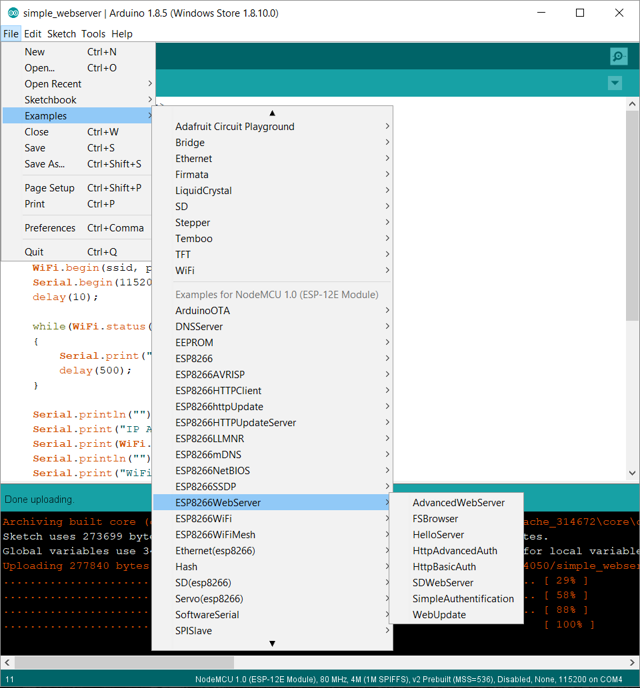 simple_webserver | Arduino 1.8.5 (Windows Store 1.8.10.0)
File Edit Sketch Tools Help
New Ctrl+N
Open... Ctrl+O
Open Recent
Sketchbook
Examples
Close Ctrl+W
Save Ctrl+S
Save As... Ctrl+Shift+S
Page Setup Ctrl+Shift+P
Print Ctrl+P
Preferences Ctrl+Comma
Quit Ctrl+Q
Adafruit Circuit Playground
Bridge
Ethernet
Firmata
LiquidCrystal
SD
Stepper
Temboo
TFT
WiFi
Examples for NodeMCU 1.0 (ESP-12E Module)
ArduinoOTA
DNSServer
EEPROM
ESP8266
ESP8266AVRISP
ESP8266HTTPClient
ESP8266httpUpdate
ESP8266HTTPUpdateServer
ESP8266LLMNR
ESP8266mDNS
ESP8266NetBIOS
ESP8266SSDP
ESP8266WebServer
ESP8266WiFi
ESP8266WiFiMesh
Ethernet(esp8266)
Hash
SD(esp8266)
Servo(esp8266)
SoftwareSerial
SPISlave
AdvancedWebServer
FSBrowser
HelloServer
HttpAdvancedAuth
HttpBasicAuth
SDWebServer
SimpleAuthentification
WebUpdate
WiFi.begin(ssid, p
Serial.begin(11520
delay(10);
while(WiFi.status(
{
Serial.print("
delay(500);
}
Serial.println("")
Serial.print("IP A
Serial.print(WiFi.
Serial.println("")
Serial.print("WiFi
Done uploading.
Archiving built core (c ache_314672\core\c
Sketch uses 273699 byte tes.
Global variables use 34 for local variable
Uploading 277840 bytes 4050/simple_webser
................................................................................ [ 29% ]
................................................................................ [ 58% ]
................................................................................ [ 88% ]
................................................................................ [ 100% ]
11 NodeMCU 1.0 (ESP-12E Module), 80 MHz, 4M (1M SPIFFS), v2 Prebuilt (MSS=536), Disabled, None, 115200 on COM4